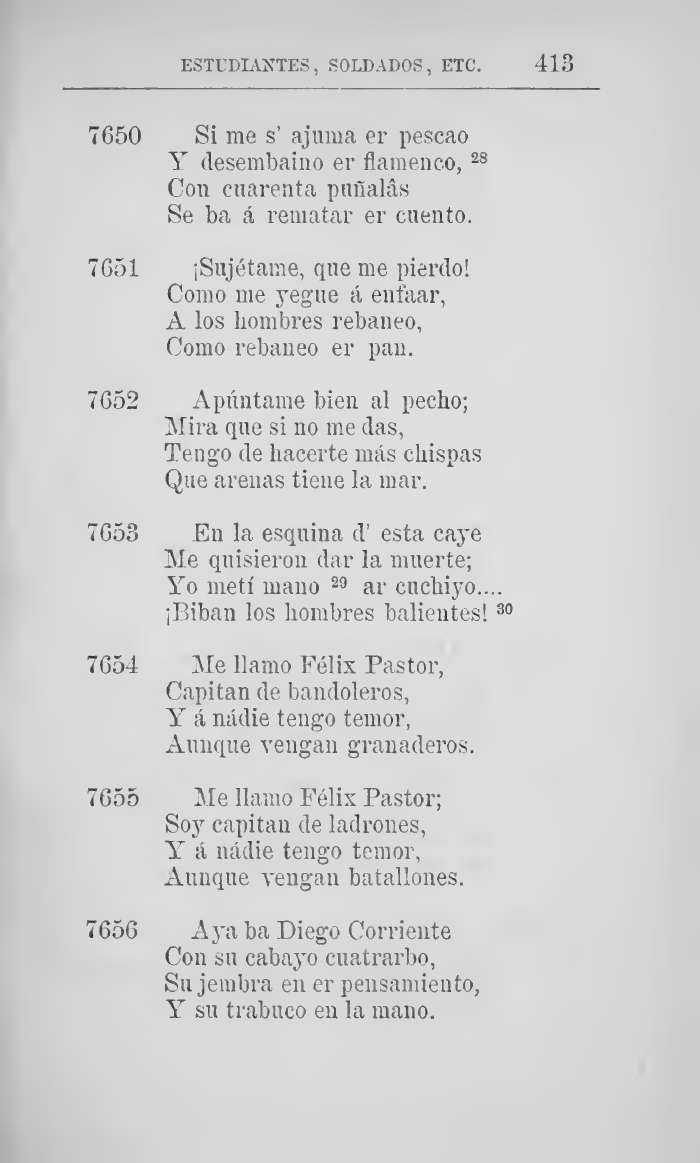 ESTUDIANTES, SOLDADOS, ETC. 413
7650 Si me s' ajuma er pescao
Y desembaino er flamenco, 28
Con cuarenta puñalâs
Se ba á rematar er cuento.
7651 ¡Sujétame, que me pierdo!
Como me yegue á enfaar,
A los hombres rebaneo,
Como rebaneo er pan.
7652 Apúntame bien al pecho;
Mira que si no me das,
Tengo de hacerte más chispas
Que arenas tiene la mar.
7653 En la esquina d' esta caye
Me quisieron dar la muerte;
Yo metí mano 29 ar cuchiyo....
¡Biban los hombres balientes! 30
7654 Me llamo Félix Pastor,
Capitan de bandoleros,
Y á nádie tengo temor,
Aunque vengan granaderos.
7655 Me llamo Félix Pastor;
Soy capitan de ladrones,
Y á nádie tengo temor,
Aunque vengan batallones.
7656 Aya ba Diego Corriente
Con su cabayo cuatrarbo,
Su jembra en er pensamiento,
Y su trabuco en la mano.